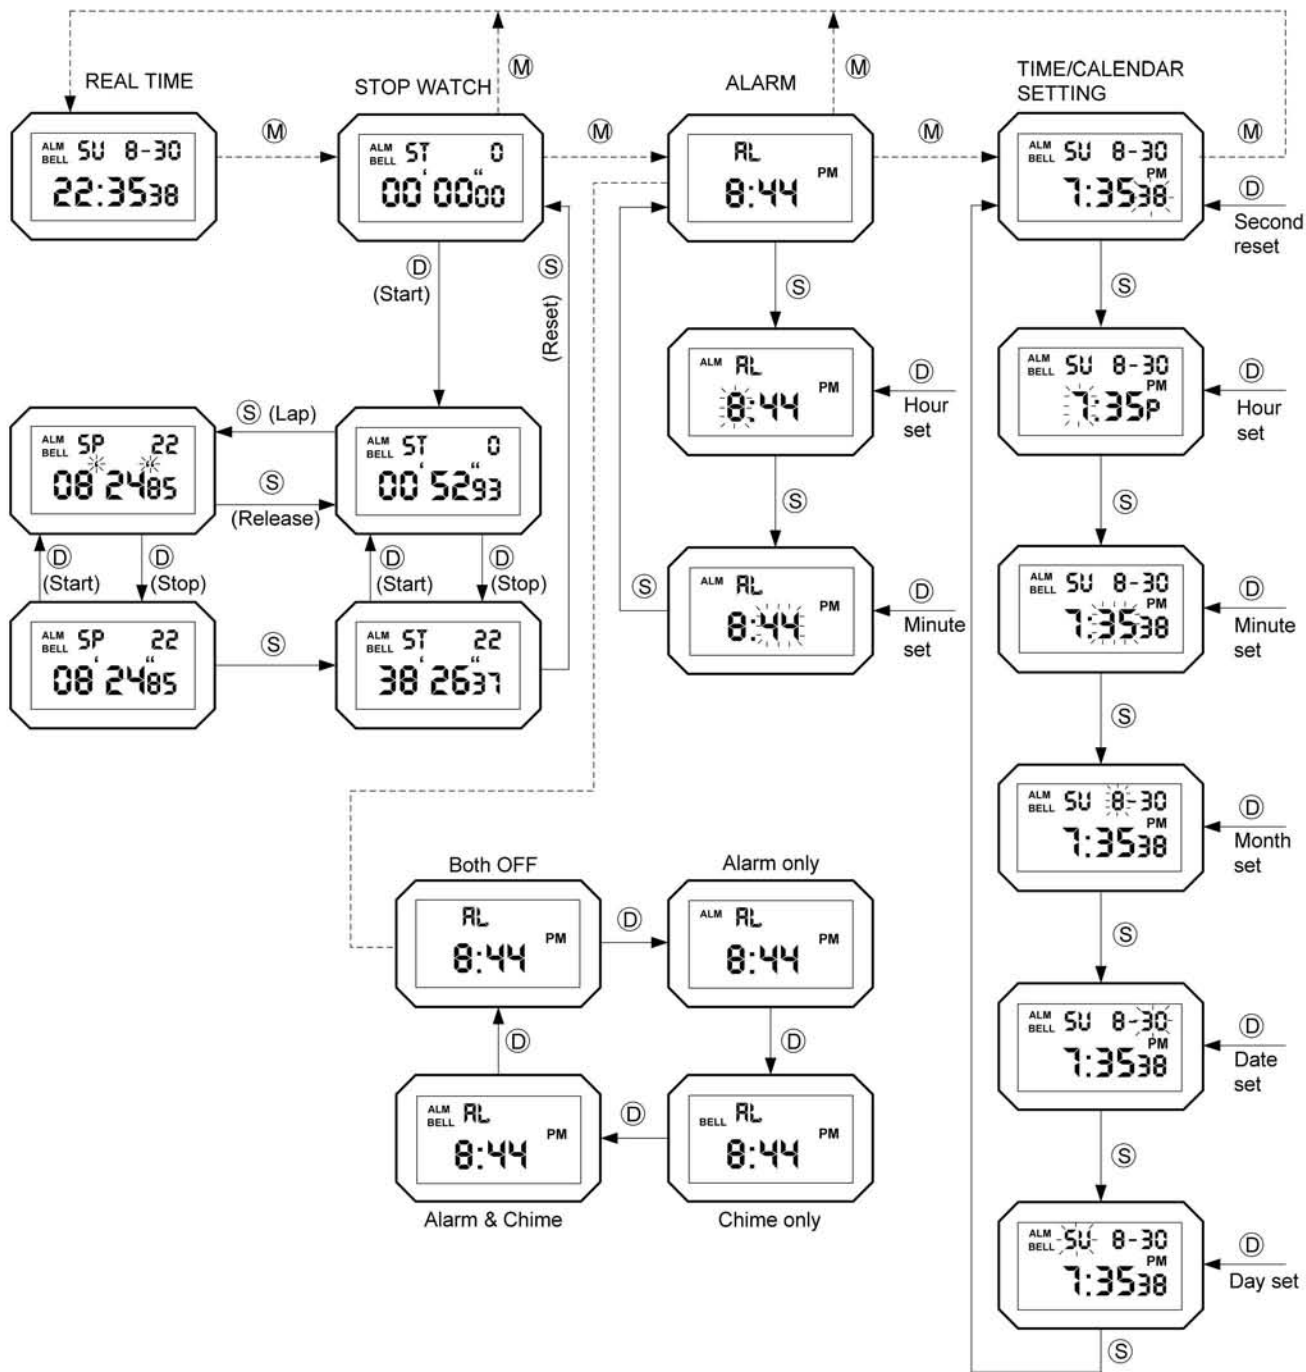 Ⓜ
Ⓜ
REAL TIME
STOP WATCH
ALARM
TIME/CALENDAR
SETTING
Ⓜ
Ⓜ
Ⓜ
Ⓜ
ALM
BELL SU 8-30
22:35 38
ALM
BELL ST 0
00'00"00
AL
PM
8:44
ALM
BELL SU 8-30
PM
7:35 38
Ⓓ
Second
reset
Ⓓ
(Start)
Ⓢ
(Reset)
Ⓢ
Ⓢ
ALM AL
PM
8:44
Ⓓ
Hour
set
ALM
BELL SU 8-30
PM
7:35P
Ⓓ
Hour
set
Ⓢ (Lap)
ALM
BELL SP 22
08'24"85
Ⓢ
(Release)
ALM
BELL ST 0
00'52"93
Ⓢ
Ⓢ
Ⓓ
(Start)
Ⓓ
(Stop)
Ⓓ
(Start)
Ⓓ
(Stop)
Ⓢ
ALM AL
PM
8:44
Ⓓ
Minute
set
ALM
BELL SU 8-30
PM
7:35 38
Ⓓ
Minute
set
ALM
BELL SP 22
08'24"85
Ⓢ
ALM
BELL ST 22
38'26"37
Ⓢ
ALM
BELL SU 8-30
PM
7:35 38
Ⓓ
Month
set
Both OFF
Alarm only
AL
PM
8:44
Ⓓ
ALM AL
PM
8:44
Ⓢ
Ⓓ
Ⓓ
ALM
BELL SU 8-30
PM
7:35 38
Ⓓ
Date
set
ALM
BELL AL
PM
8:44
Ⓓ
BELL AL
PM
8:44
Alarm & Chime
Chime only
Ⓢ
ALM
BELL SU 8-30
PM
7:35 38
Ⓓ
Day set
Ⓢ